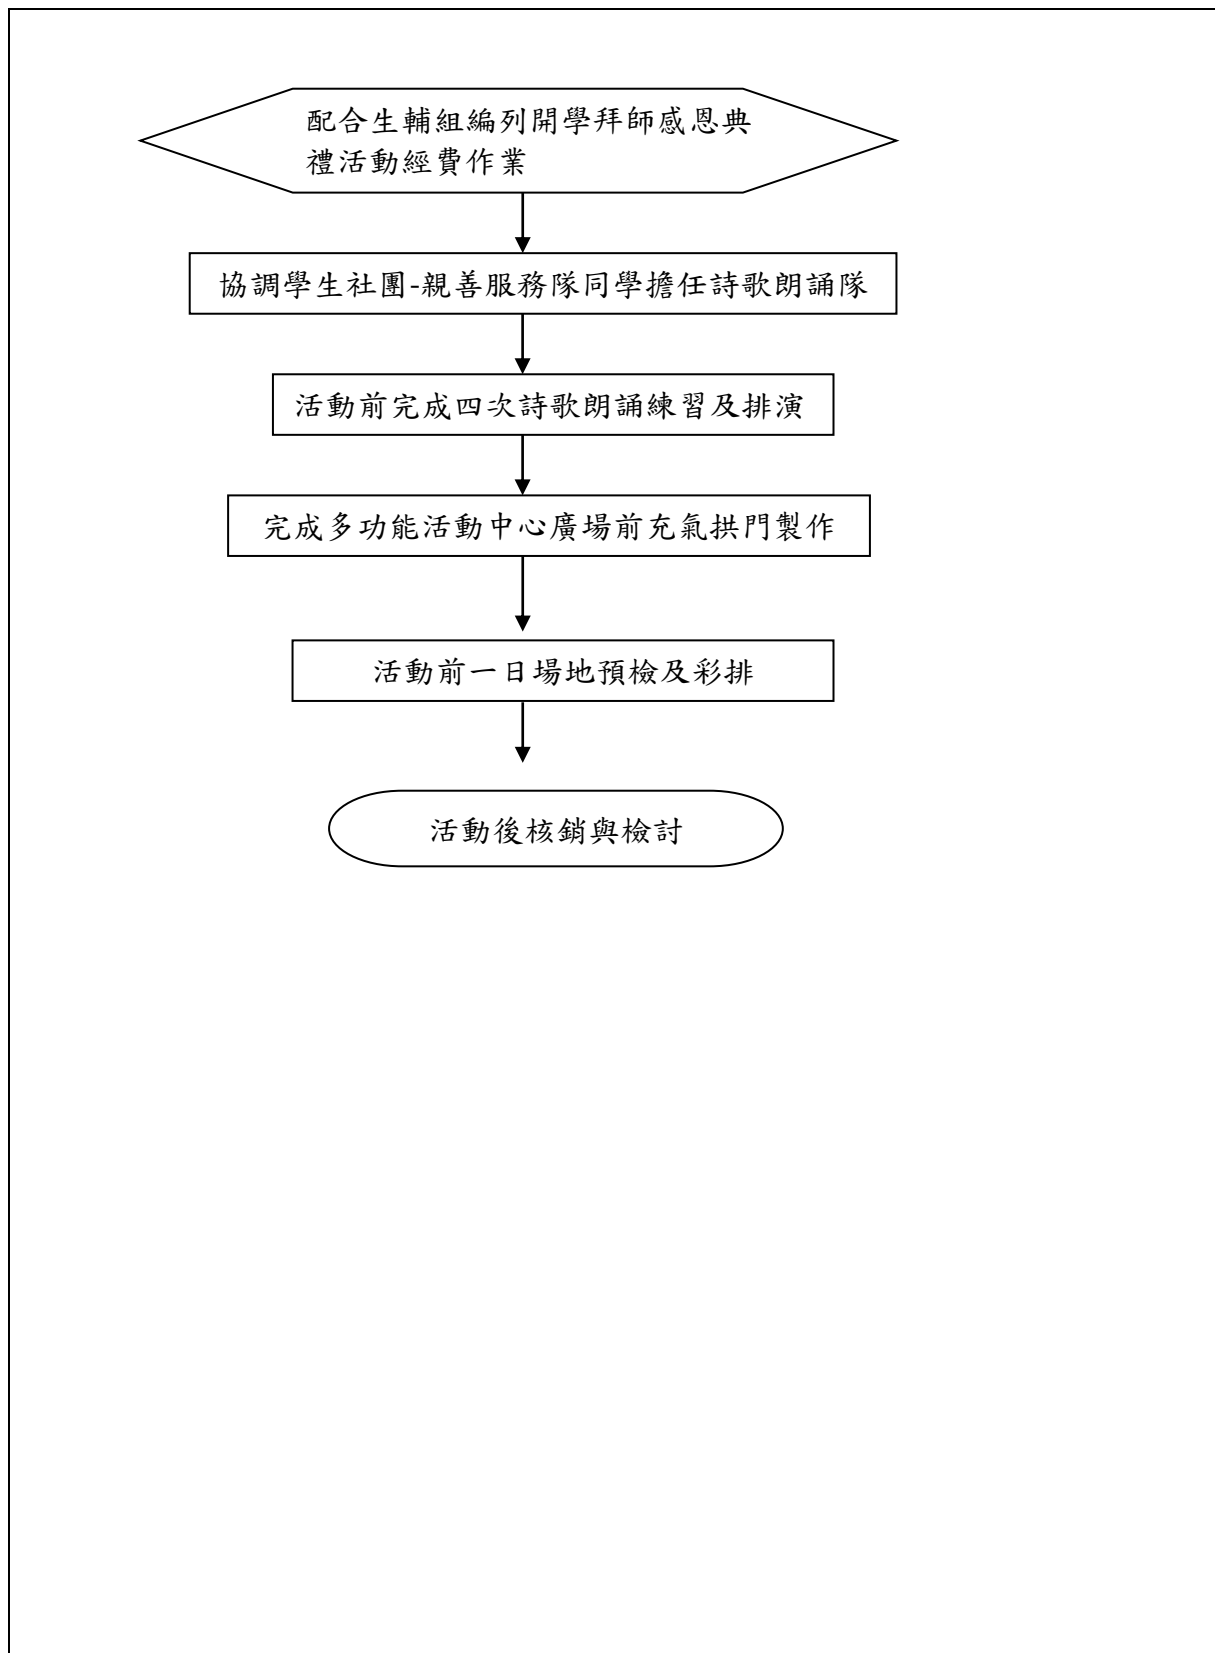 配合生輔組編列開學拜師感恩典
禮活動經費作業
協調學生社團-親善服務隊同學擔任詩歌朗誦隊
活動前完成四次詩歌朗誦練習及排演
完成多功能活動中心廣場前充氣拱門製作
活動前一日場地預檢及彩排
活動後核銷與檢討